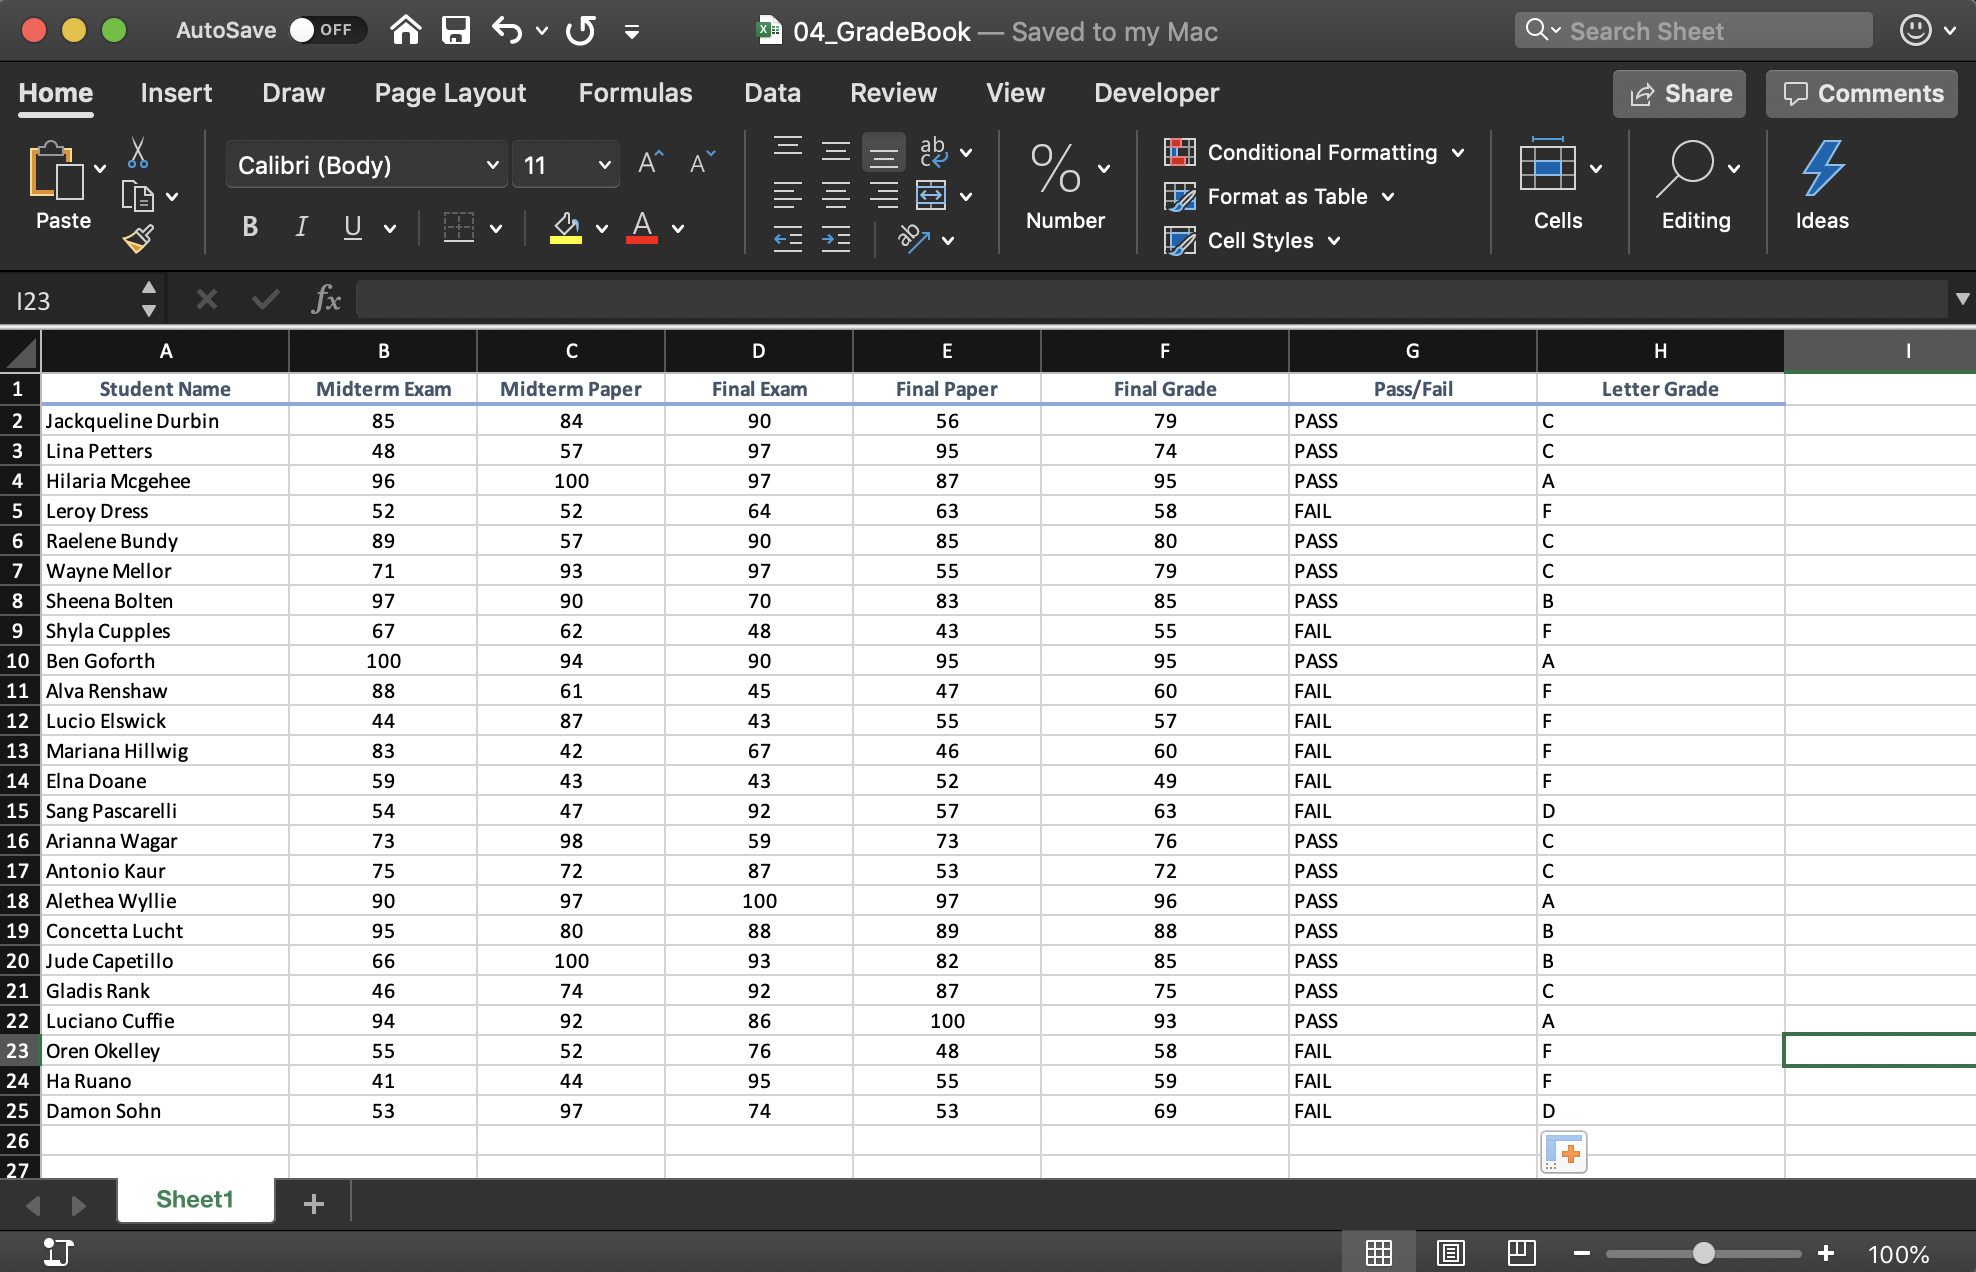 AutoSave OFF 04_GradeBook — Saved to my Mac Search Sheet
Home Insert Draw Page Layout Formulas Data Review View Developer Share Comments
Paste Calibri (Body) 11 A A ab Number Conditional Formatting Cells Editing Ideas
Format as Table
B I U A ab Cell Styles
I23 fx
A B C D E F G H I
1 Student Name Midterm Exam Midterm Paper Final Exam Final Paper Final Grade Pass/Fail Letter Grade
2 Jackqueline Durbin 85 84 90 56 79 PASS C
3 Lina Petters 48 57 97 95 74 PASS C
4 Hilaria Mcgehee 96 100 97 87 95 PASS A
5 Leroy Dress 52 52 64 63 58 FAIL F
6 Raelene Bundy 89 57 90 85 80 PASS C
7 Wayne Mellor 71 93 97 55 79 PASS C
8 Sheena Bolten 97 90 70 83 85 PASS B
9 Shyla Cupples 67 62 48 43 55 FAIL F
10 Ben Goforth 100 94 90 95 95 PASS A
11 Alva Renshaw 88 61 45 47 60 FAIL F
12 Lucio Elswick 44 87 43 55 57 FAIL F
13 Mariana Hillwig 83 42 67 46 60 FAIL F
14 Elna Doane 59 43 43 52 49 FAIL F
15 Sang Pascarelli 54 47 92 57 63 FAIL D
16 Arianna Wagar 73 98 59 73 76 PASS C
17 Antonio Kaur 75 72 87 53 72 PASS C
18 Alethea Wyllie 90 97 100 97 96 PASS A
19 Concetta Lucht 95 80 88 89 88 PASS B
20 Jude Capetillo 66 100 93 82 85 PASS B
21 Gladis Rank 46 74 92 87 75 PASS C
22 Luciano Cuffie 94 92 86 100 93 PASS A
23 Oren Okelley 55 52 76 48 58 FAIL F
24 Ha Ruano 41 44 95 55 59 FAIL F
25 Damon Sohn 53 97 74 53 69 FAIL D
26
27
Sheet1 +
100%